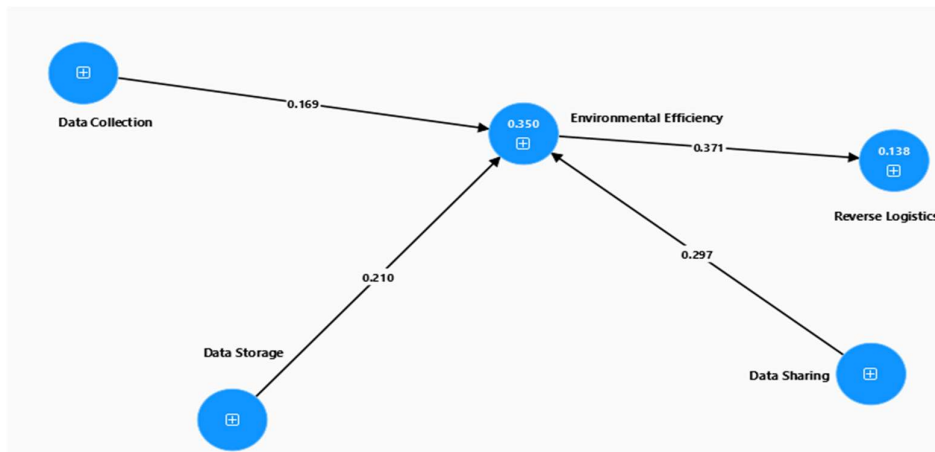 Data Collection
0.169
0.350
Environmental Efficiency
0.371
0.138
Reverse Logistics
0.297
0.210
Data Storage
Data Sharing